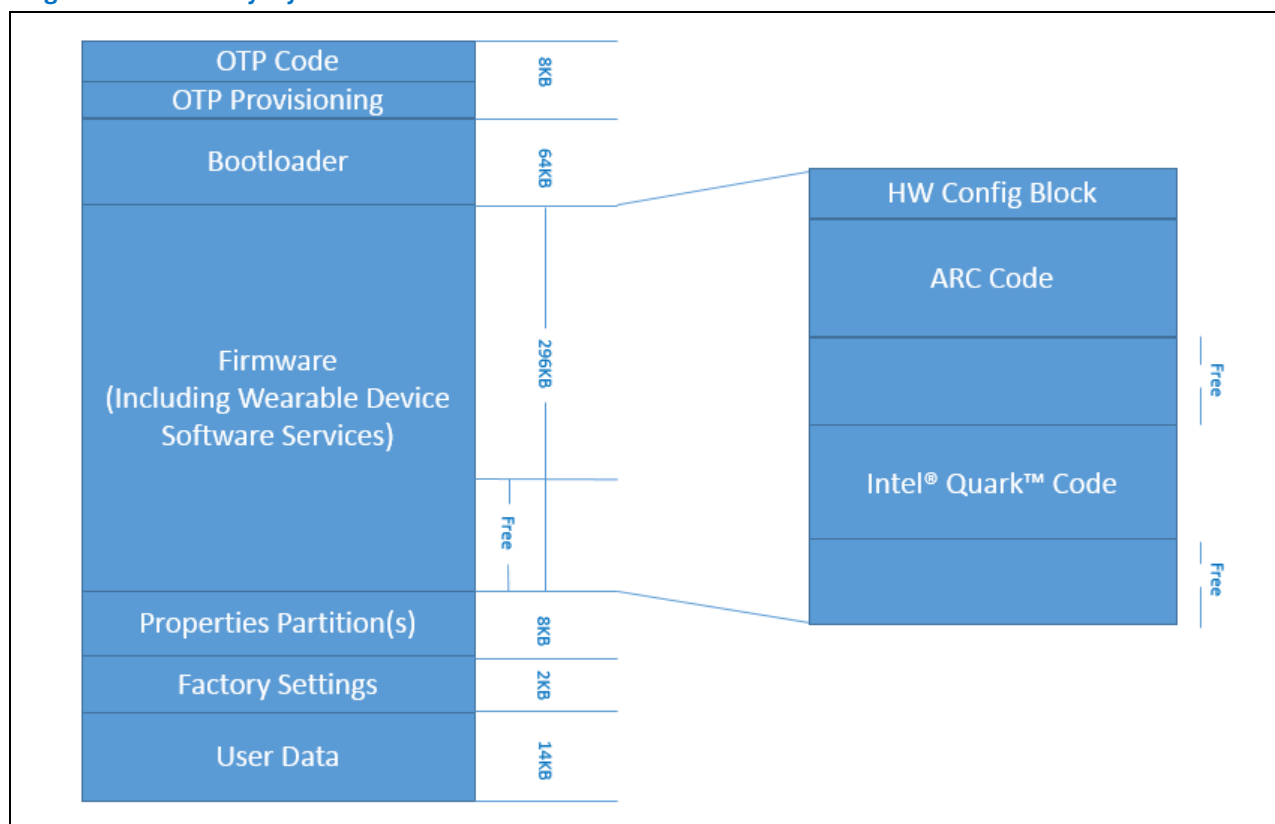 OTP Code
OTP Provisioning
8KB
Bootloader
64KB
Firmware
(Including Wearable Device
Software Services)
296KB
Free
Properties Partition(s)
8KB
Factory Settings
2KB
User Data
14KB
HW Config Block
ARC Code
Free
Intel® Quark™ Code
Free